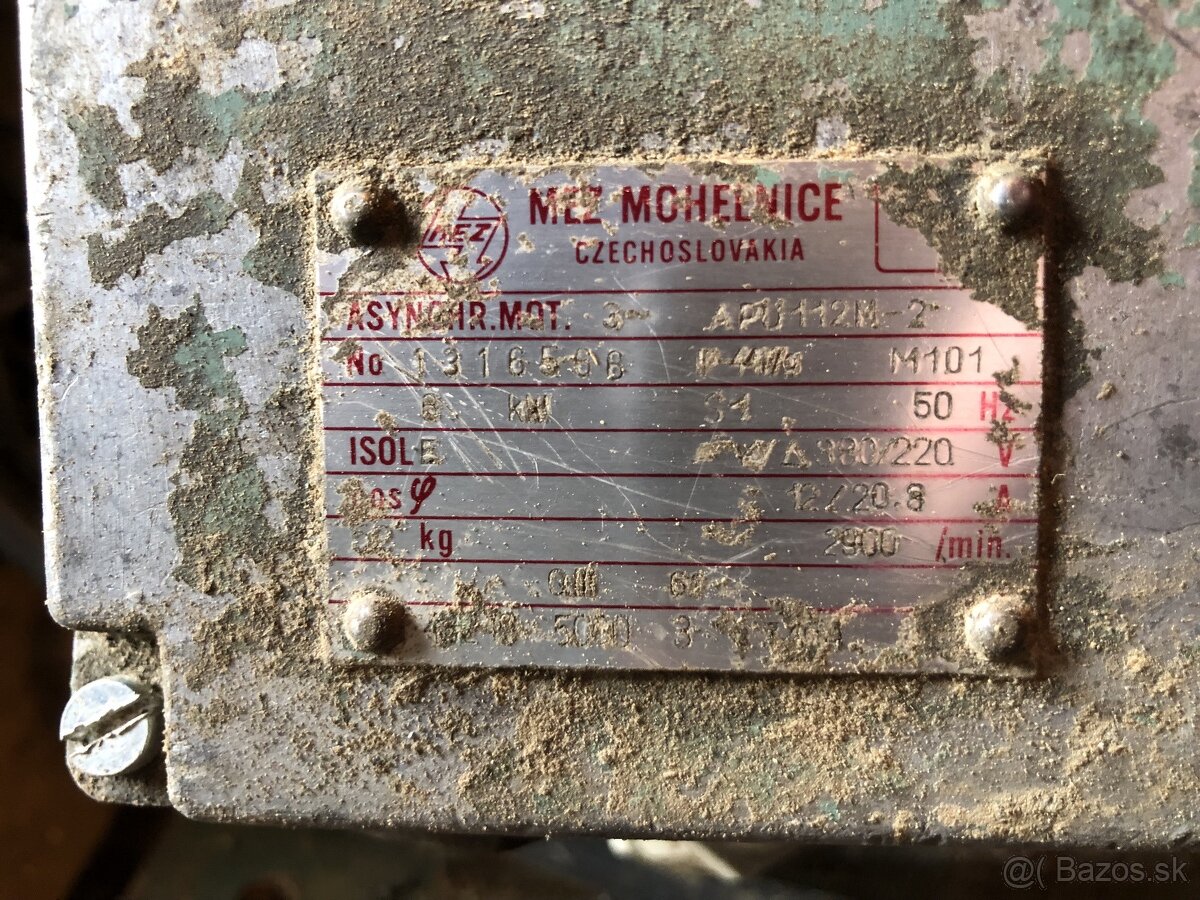 MEZ
MEZ MOHELNICE
CZECHOSLOVAKIA
ASYNCHR.MOT. 3~ APU112M-2
No 1316508 M101
kW S1 50 Hz
ISOL E 380/220 V
cos φ 12/20.8 A
kg 2900 /min.
@( Bazos.sk